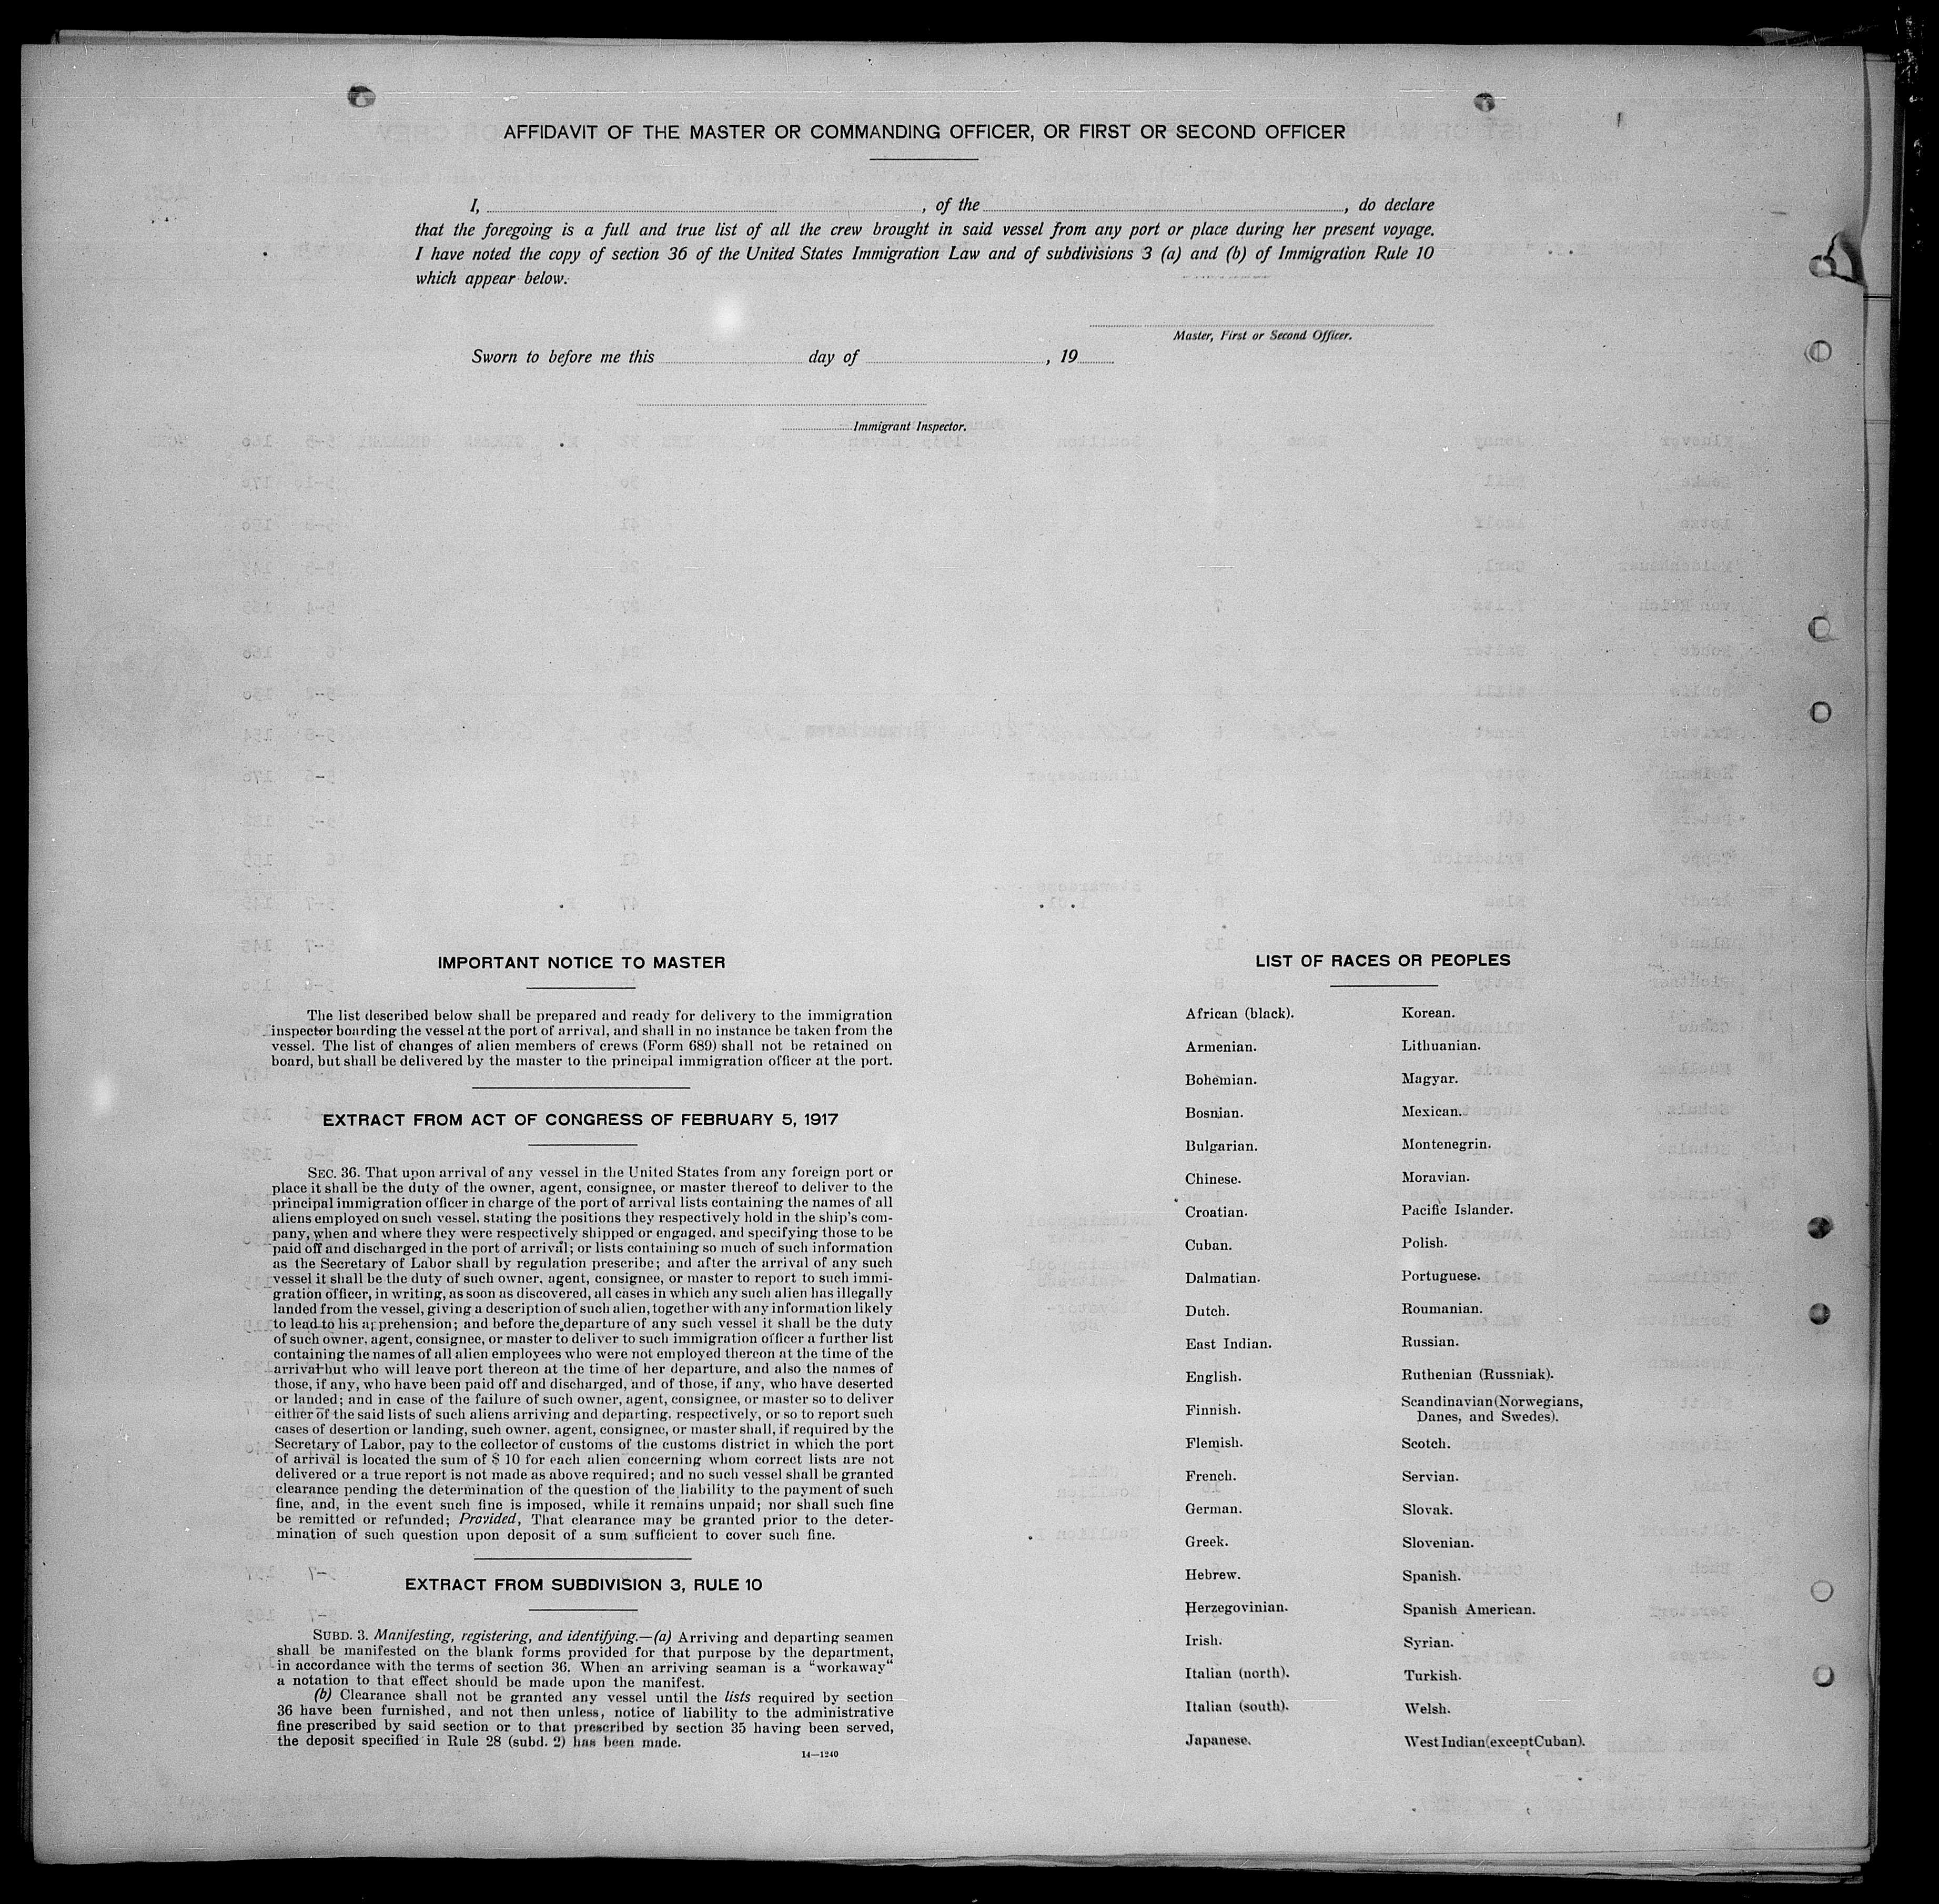 AFFIDAVIT OF THE MASTER OR COMMANDING OFFICER, OR FIRST OR SECOND OFFICER
I, , of the , do declare
that the foregoing is a full and true list of all the crew brought in said vessel from any port or place during her present voyage.
I have noted the copy of section 36 of the United States Immigration Law and of subdivisions 3 (a) and (b) of Immigration Rule 10
which appear below.
Master, First or Second Officer.
Sworn to before me this day of , 19
Immigrant Inspector.
IMPORTANT NOTICE TO MASTER
The list described below shall be prepared and ready for delivery to the immigration
inspector boarding the vessel at the port of arrival, and shall in no instance be taken from the
vessel. The list of changes of alien members of crews (Form 689) shall not be retained on
board, but shall be delivered by the master to the principal immigration officer at the port.
EXTRACT FROM ACT OF CONGRESS OF FEBRUARY 5, 1917
SEC. 36. That upon arrival of any vessel in the United States from any foreign port or
place it shall be the duty of the owner, agent, consignee, or master thereof to deliver to the
principal immigration officer in charge of the port of arrival lists containing the names of all
aliens employed on such vessel, stating the positions they respectively hold in the ship's com-
pany, when and where they were respectively shipped or engaged, and specifying those to be
paid off and discharged in the port of arrival; or lists containing so much of such information
as the Secretary of Labor shall by regulation prescribe; and after the arrival of any such
vessel it shall be the duty of such owner, agent, consignee, or master to report to such immi-
gration officer, in writing, as soon as discovered, all cases in which any such alien has illegally
landed from the vessel, giving a description of such alien, together with any information likely
to lead to his apprehension; and before the departure of any such vessel it shall be the duty
of such owner, agent, consignee, or master to deliver to such immigration officer a further list
containing the names of all alien employees who were not employed thereon at the time of the
arrival but who will leave port thereon at the time of her departure, and also the names of
those, if any, who have been paid off and discharged, and of those, if any, who have deserted
or landed; and in case of the failure of such owner, agent, consignee, or master so to deliver
either of the said lists of such aliens arriving and departing, respectively, or so to report such
cases of desertion or landing, such owner, agent, consignee, or master shall, if required by the
Secretary of Labor, pay to the collector of customs of the customs district in which the port
of arrival is located the sum of $ 10 for each alien concerning whom correct lists are not
delivered or a true report is not made as above required; and no such vessel shall be granted
clearance pending the determination of the question of the liability to the payment of such
fine, and, in the event such fine is imposed, while it remains unpaid; nor shall such fine
be remitted or refunded; Provided, That clearance may be granted prior to the deter-
mination of such question upon deposit of a sum sufficient to cover such fine.
EXTRACT FROM SUBDIVISION 3, RULE 10
SUBD. 3. Manifesting, registering, and identifying.—(a) Arriving and departing seamen
shall be manifested on the blank forms provided for that purpose by the department,
in accordance with the terms of section 36. When an arriving seaman is a "workaway"
a notation to that effect should be made upon the manifest.
(b) Clearance shall not be granted any vessel until the lists required by section
36 have been furnished, and not then unless, notice of liability to the administrative
fine prescribed by said section or to that prescribed by section 35 having been served,
the deposit specified in Rule 28 (subd. 2) has been made.
14—1240
LIST OF RACES OR PEOPLES
African (black).
Armenian.
Bohemian.
Bosnian.
Bulgarian.
Chinese.
Croatian.
Cuban.
Dalmatian.
Dutch.
East Indian.
English.
Finnish.
Flemish.
French.
German.
Greek.
Hebrew.
Herzegovinian.
Irish.
Italian (north).
Italian (south).
Japanese.
Korean.
Lithuanian.
Magyar.
Mexican.
Montenegrin.
Moravian.
Pacific Islander.
Polish.
Portuguese.
Roumanian.
Russian.
Ruthenian (Russniak).
Scandinavian (Norwegians,
Danes, and Swedes).
Scotch.
Servian.
Slovak.
Slovenian.
Spanish.
Spanish American.
Syrian.
Turkish.
Welsh.
West Indian (except Cuban).